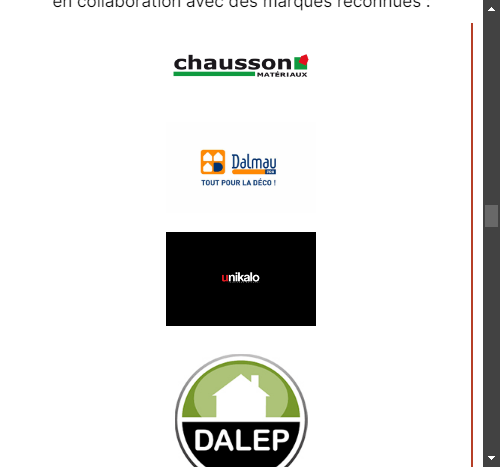 en collaboration avec des marques reconnues :
chausson
MATÉRIAUX
Dalmau
TOUT POUR LA DÉCO !
unikalo
DALEP